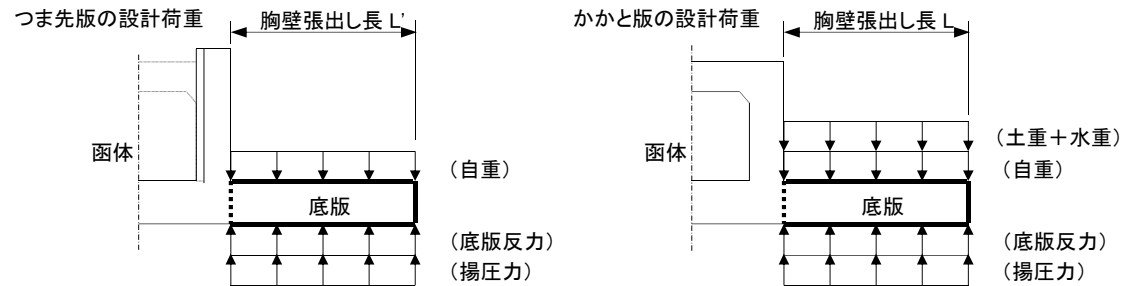 つま先版の設計荷重
胸壁張出し長 L'
函体
(自重)
底版
(底版反力)
(揚圧力)
かかと版の設計荷重
胸壁張出し長 L
函体
(土重+水重)
(自重)
底版
(底版反力)
(揚圧力)